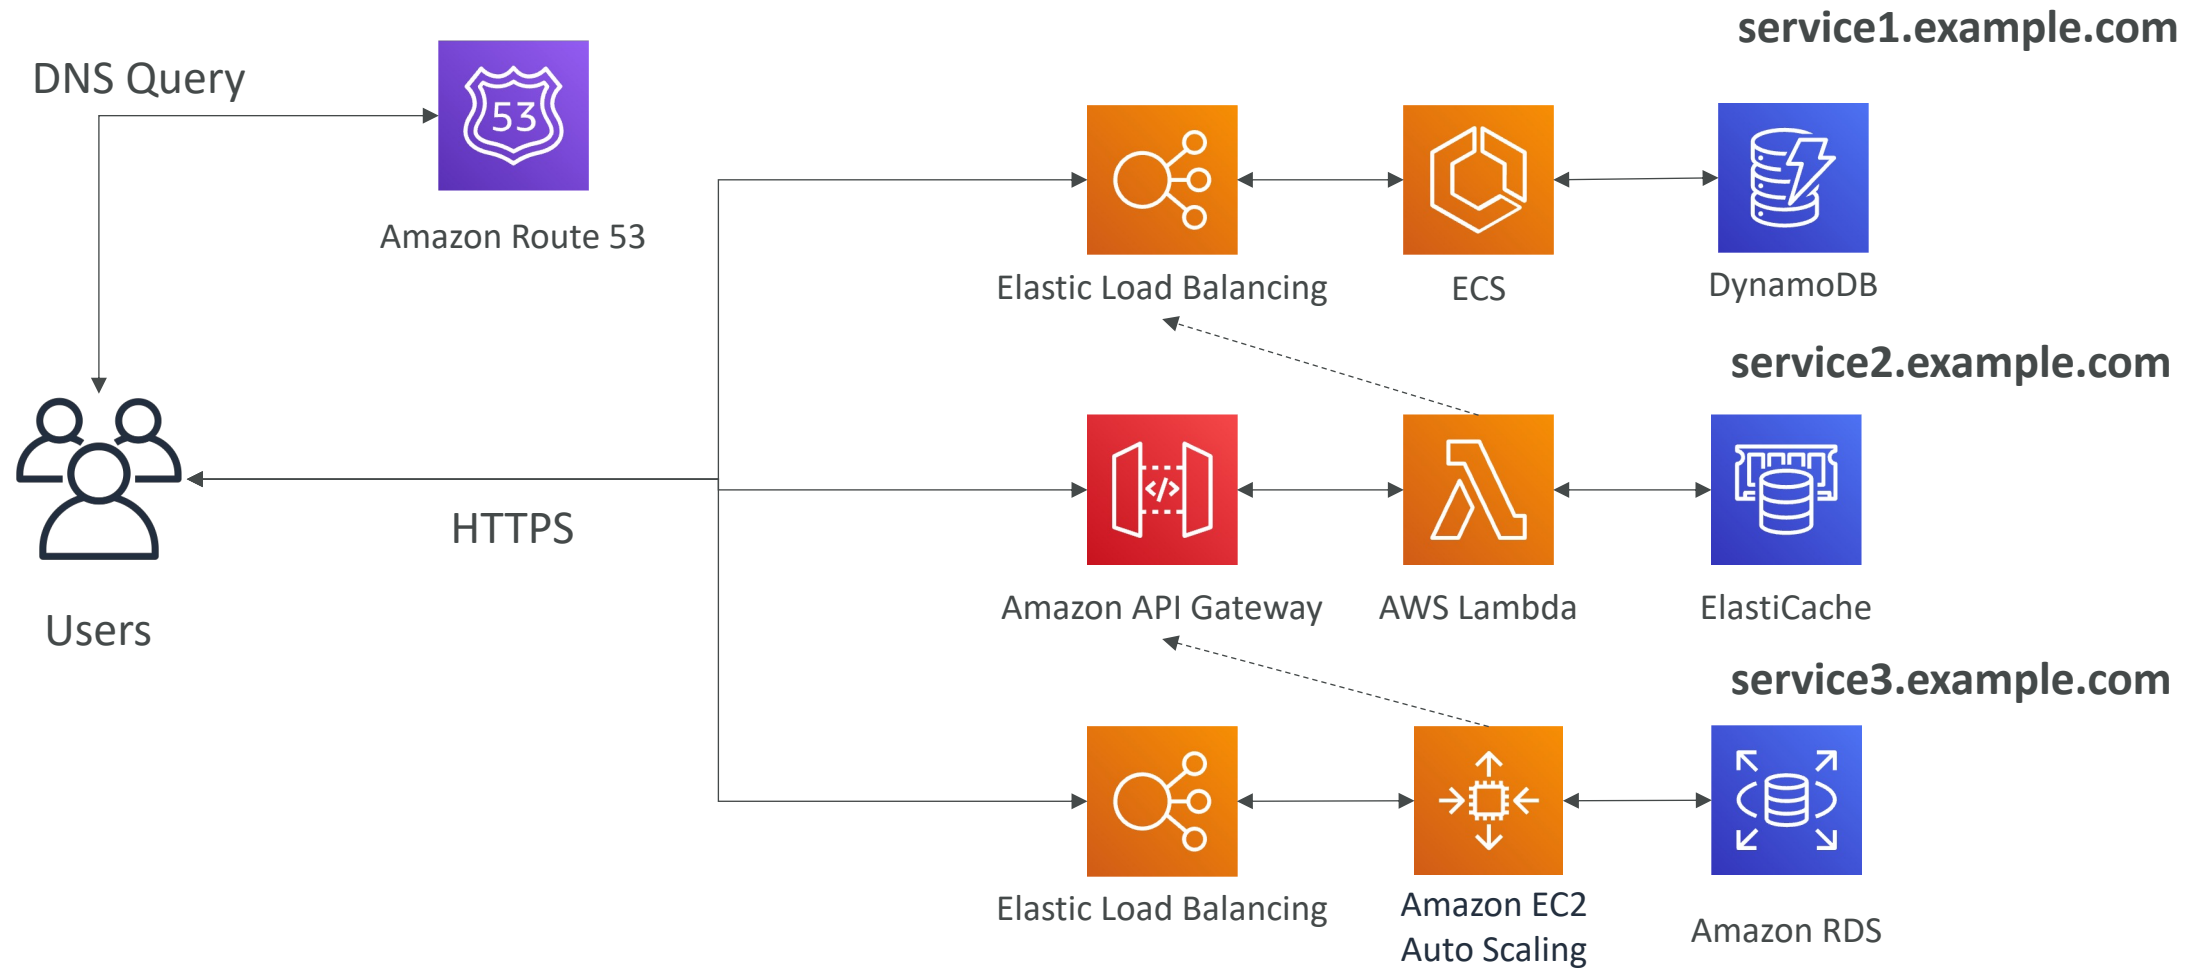 service1.example.com
DNS Query
53
Amazon Route 53
Elastic Load Balancing
ECS
DynamoDB
service2.example.com
</>
HTTPS
Amazon API Gateway
AWS Lambda
ElastiCache
Users
service3.example.com
Elastic Load Balancing
Amazon EC2
Auto Scaling
Amazon RDS